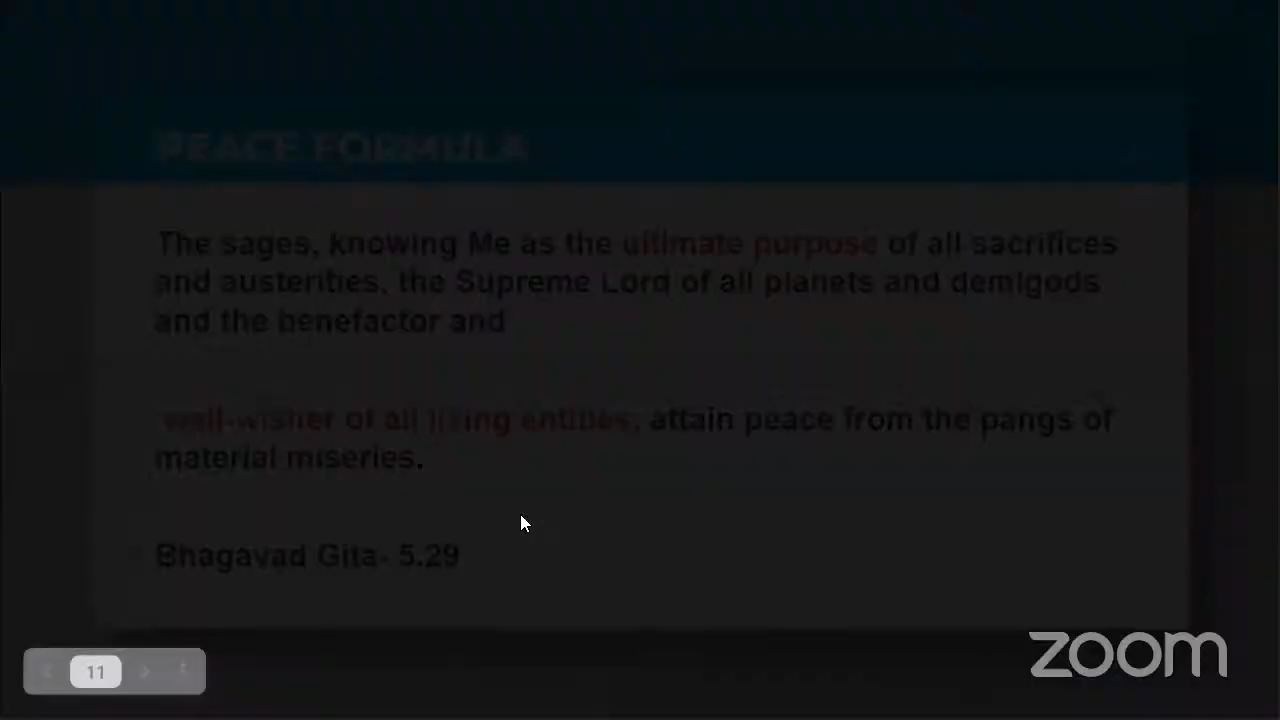 PEACE FORMULA
The sages, knowing Me as the ultimate purpose of all sacrifices
and austerities, the Supreme Lord of all planets and demigods
and the benefactor and
well-wisher of all living entities, attain peace from the pangs of
material miseries.
Bhagavad Gita- 5.29
11
zoom